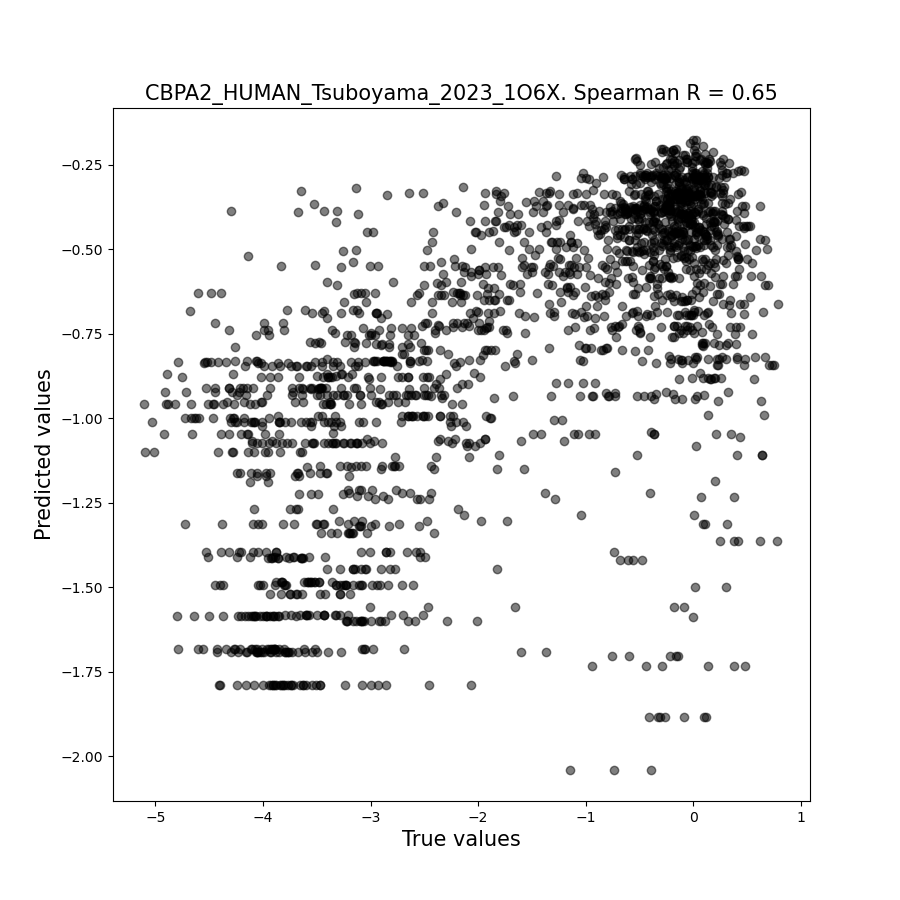 CBPA2_HUMAN_Tsuboyama_2023_1O6X. Spearman R = 0.65
−0.25
−0.50
−0.75
−1.00
−1.25
−1.50
−1.75
−2.00
Predicted values
−5 −4 −3 −2 −1 0 1
True values